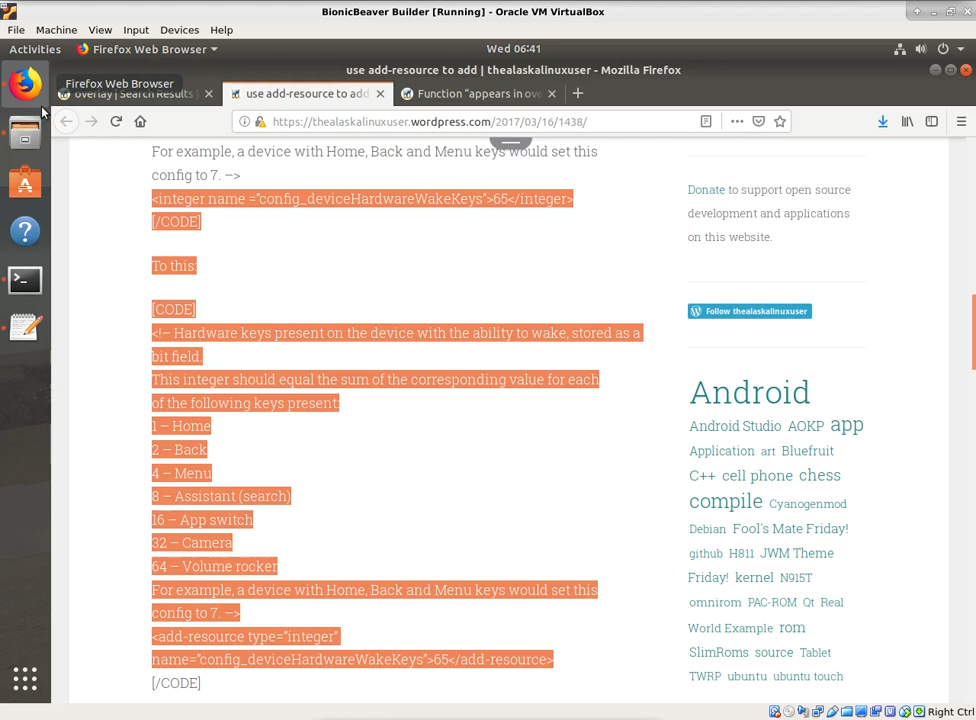 BionicBeaver Builder [Running] - Oracle VM VirtualBox
File Machine View Input Devices Help
Activities Firefox Web Browser Wed 06:41
use add-resource to add | thealaskalinuxuser - Mozilla Firefox
Firefox Web Browser
overlay | Search Results
use add-resource to add
Function "appears in ove
https://thealaskalinuxuser.wordpress.com/2017/03/16/1438/
For example, a device with Home, Back and Menu keys would set this
config to 7. –>
<integer name ="config_deviceHardwareWakeKeys">65</integer>
[/CODE]
To this:
[CODE]
<!– Hardware keys present on the device with the ability to wake, stored as a
bit field.
This integer should equal the sum of the corresponding value for each
of the following keys present:
1 – Home
2 – Back
4 – Menu
8 – Assistant (search)
16 – App switch
32 – Camera
64 – Volume rocker
For example, a device with Home, Back and Menu keys would set this
config to 7. –>
<add-resource type="integer"
name="config_deviceHardwareWakeKeys">65</add-resource>
[/CODE]
Donate to support open source
development and applications
on this website.
Follow thealaskalinuxuser
Android
Android Studio AOKP app
Application art Bluefruit
C++ cell phone chess
compile Cyanogenmod
Debian Fool's Mate Friday!
github H811 JWM Theme
Friday! kernel N915T
omnirom PAC-ROM Qt Real
World Example rom
SlimRoms source Tablet
TWRP ubuntu ubuntu touch
Right Ctrl